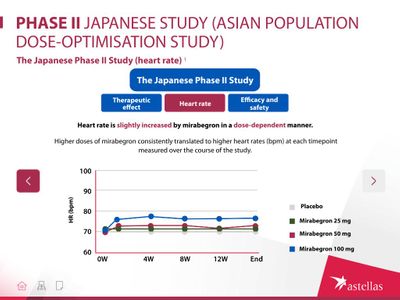 PHASE II JAPANESE STUDY (ASIAN POPULATION
DOSE-OPTIMISATION STUDY)
The Japanese Phase II Study (heart rate) 1
The Japanese Phase II Study
Therapeutic
effect
Heart rate
Efficacy and
safety
Heart rate is slightly increased by mirabegron in a dose-dependent manner.
Higher doses of mirabegron consistently translated to higher heart rates (bpm) at each timepoint
measured over the course of the study.
HR (bpm)
100
90
80
70
60
0W 4W 8W 12W End
Placebo
Mirabegron 25 mg
Mirabegron 50 mg
Mirabegron 100 mg
astellas